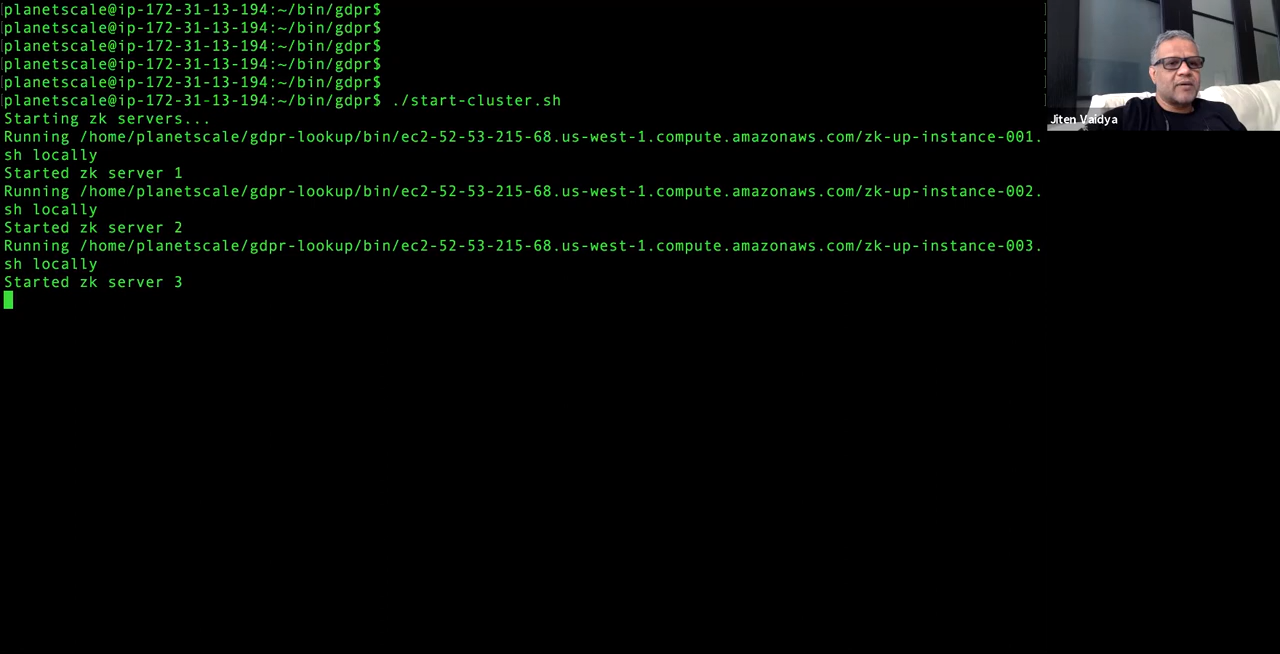 planetscale@ip-172-31-13-194:~/bin/gdpr$
planetscale@ip-172-31-13-194:~/bin/gdpr$
planetscale@ip-172-31-13-194:~/bin/gdpr$
planetscale@ip-172-31-13-194:~/bin/gdpr$
planetscale@ip-172-31-13-194:~/bin/gdpr$
planetscale@ip-172-31-13-194:~/bin/gdpr$ ./start-cluster.sh
Starting zk servers...
Running /home/planetscale/gdpr-lookup/bin/ec2-52-53-215-68.us-west-1.compute.amazonaws.com/zk-up-instance-001.
sh locally
Started zk server 1
Running /home/planetscale/gdpr-lookup/bin/ec2-52-53-215-68.us-west-1.compute.amazonaws.com/zk-up-instance-002.
sh locally
Started zk server 2
Running /home/planetscale/gdpr-lookup/bin/ec2-52-53-215-68.us-west-1.compute.amazonaws.com/zk-up-instance-003.
sh locally
Started zk server 3
Jiten Vaidya